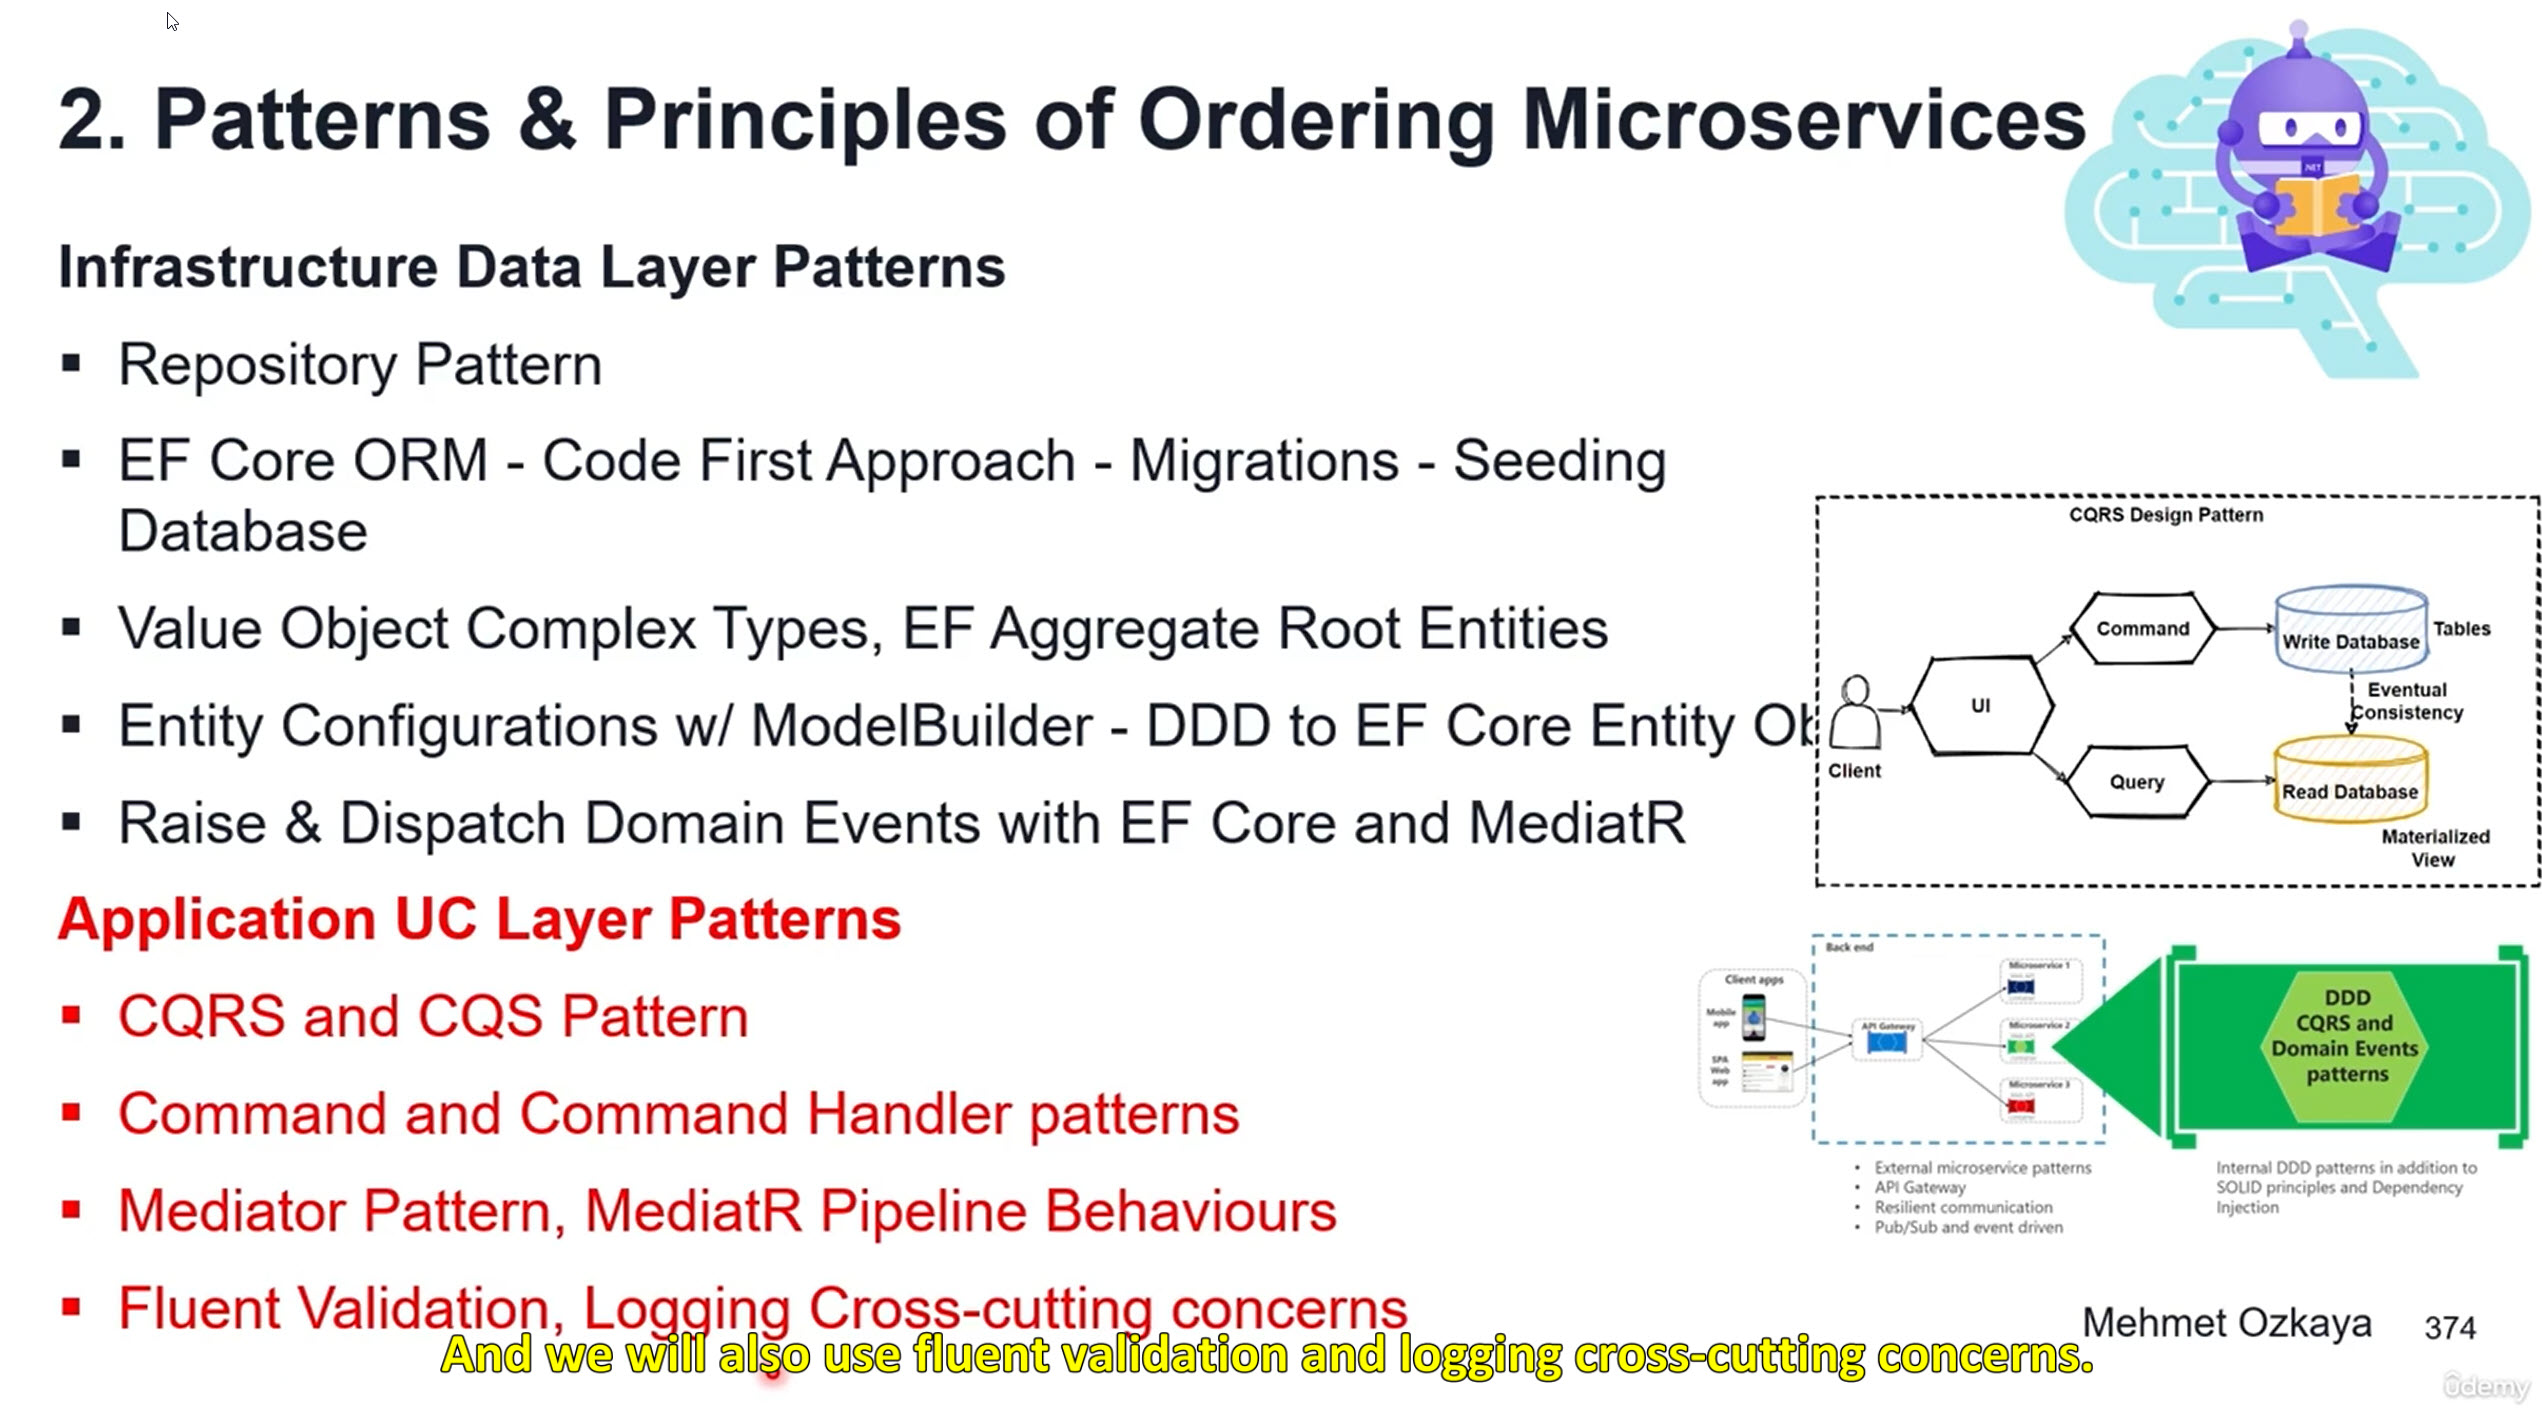 2. Patterns & Principles of Ordering Microservices
.NET
Infrastructure Data Layer Patterns
▪ Repository Pattern
▪ EF Core ORM - Code First Approach - Migrations - Seeding
Database
▪ Value Object Complex Types, EF Aggregate Root Entities
▪ Entity Configurations w/ ModelBuilder - DDD to EF Core Entity Ob
▪ Raise & Dispatch Domain Events with EF Core and MediatR
Application UC Layer Patterns
▪ CQRS and CQS Pattern
▪ Command and Command Handler patterns
▪ Mediator Pattern, MediatR Pipeline Behaviours
▪ Fluent Validation, Logging Cross-cutting concerns
CQRS Design Pattern
Client
UI
Command
Write Database
Tables
Eventual
Consistency
Query
Read Database
Materialized
View
Back end
Client apps
Mobile
app
SPA
Web
app
API Gateway
Microservice 1
Microservice 2
Microservice 3
DDD
CQRS and
Domain Events
patterns
• External microservice patterns
• API Gateway
• Resilient communication
• Pub/Sub and event driven
Internal DDD patterns in addition to
SOLID principles and Dependency
Injection
Mehmet Ozkaya 374
And we will also use fluent validation and logging cross-cutting concerns.
ûdemy